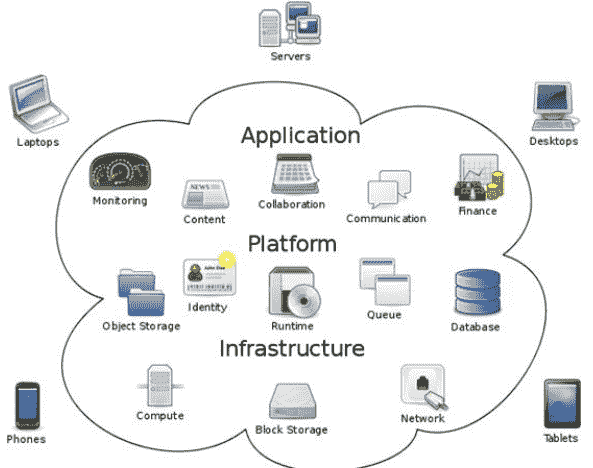 Servers
Laptops
Desktops
Application
Monitoring
Content
Collaboration
Communication
Finance
NEWS
Platform
Object Storage
Identity
Runtime
Queue
Database
Infrastructure
Compute
Block Storage
Network
Phones
Tablets